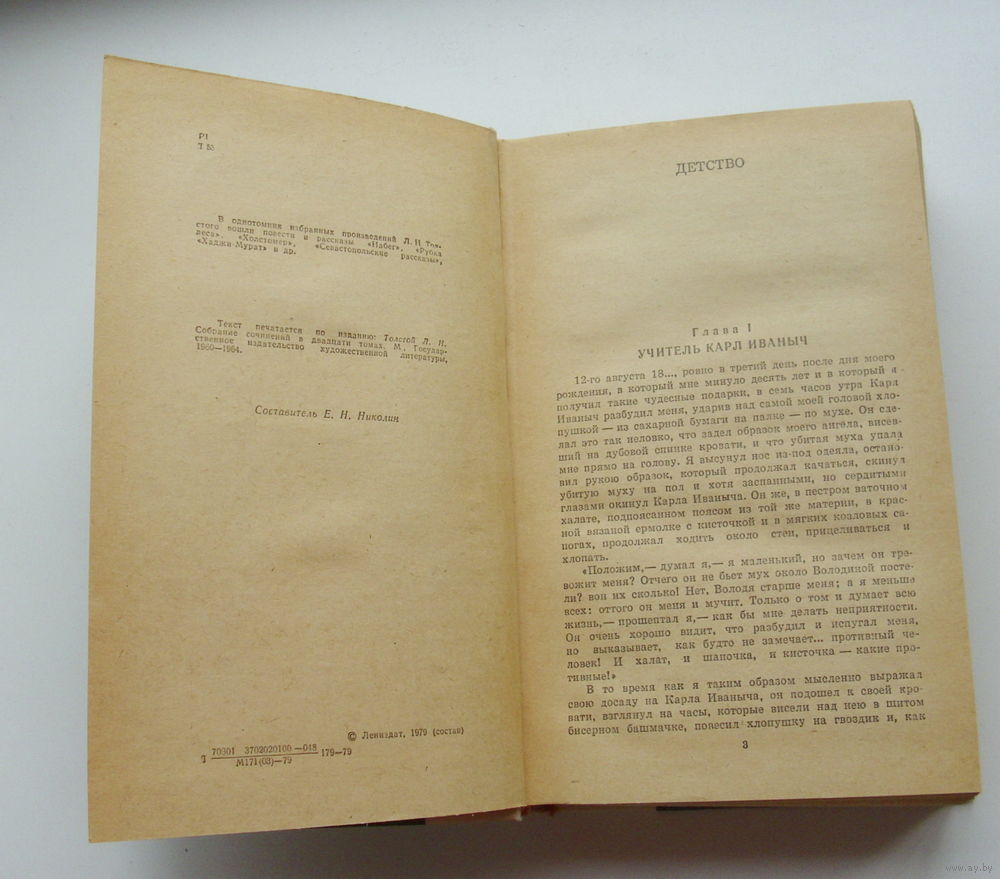 Р1
Т 53
В однотомник избранных произведений Л. Н Тол-
стого вошли повести и рассказы «Набег», «Рубка
леса», «Холстомер», «Севастопольские рассказы»,
«Хаджи-Мурат» и др.
Текст печатается по изданию: Толстой Л. Н.
Собрание сочинений в двадцати томах. М., Государ-
ственное издательство художественной литературы,
1960—1964.
Составитель Е. Н. Николин
© Лениздат, 1979 (состав)
Т 70301 3702020100—048 179—79
М171(03)—79
ДЕТСТВО
Глава I
УЧИТЕЛЬ КАРЛ ИВАНЫЧ
12-го августа 18..., ровно в третий день после дня моего
рождения, в который мне минуло десять лет и в который я
получил такие чудесные подарки, в семь часов утра Карл
Иваныч разбудил меня, ударив над самой моей головой хло-
пушкой — из сахарной бумаги на палке — по мухе. Он сде-
лал это так неловко, что задел образок моего ангела, висев-
ший на дубовой спинке кровати, и что убитая муха упала
мне прямо на голову. Я высунул нос из-под одеяла, остано-
вил рукою образок, который продолжал качаться, скинул
убитую муху на пол и хотя заспанными, но сердитыми
глазами окинул Карла Иваныча. Он же, в пестром ваточном
халате, подпоясанном поясом из той же материи, в крас-
ной вязаной ермолке с кисточкой и в мягких козловых са-
погах, продолжал ходить около стен, прицеливаться и
хлопать.
«Положим,— думал я,— я маленький, но зачем он тре-
вожит меня? Отчего он не бьет мух около Володиной посте-
ли? вон их сколько! Нет, Володя старше меня; а я меньше
всех: оттого он меня и мучит. Только о том и думает всю
жизнь,— прошептал я,— как бы мне делать неприятности.
Он очень хорошо видит, что разбудил и испугал меня,
но выказывает, как будто не замечает... противный че-
ловек! И халат, и шапочка, и кисточка — какие про-
тивные!»
В то время как я таким образом мысленно выражал
свою досаду на Карла Иваныча, он подошел к своей кро-
вати, взглянул на часы, которые висели над нею в шитом
бисерном башмачке, повесил хлопушку на гвоздик и, как
3
www.ay.by